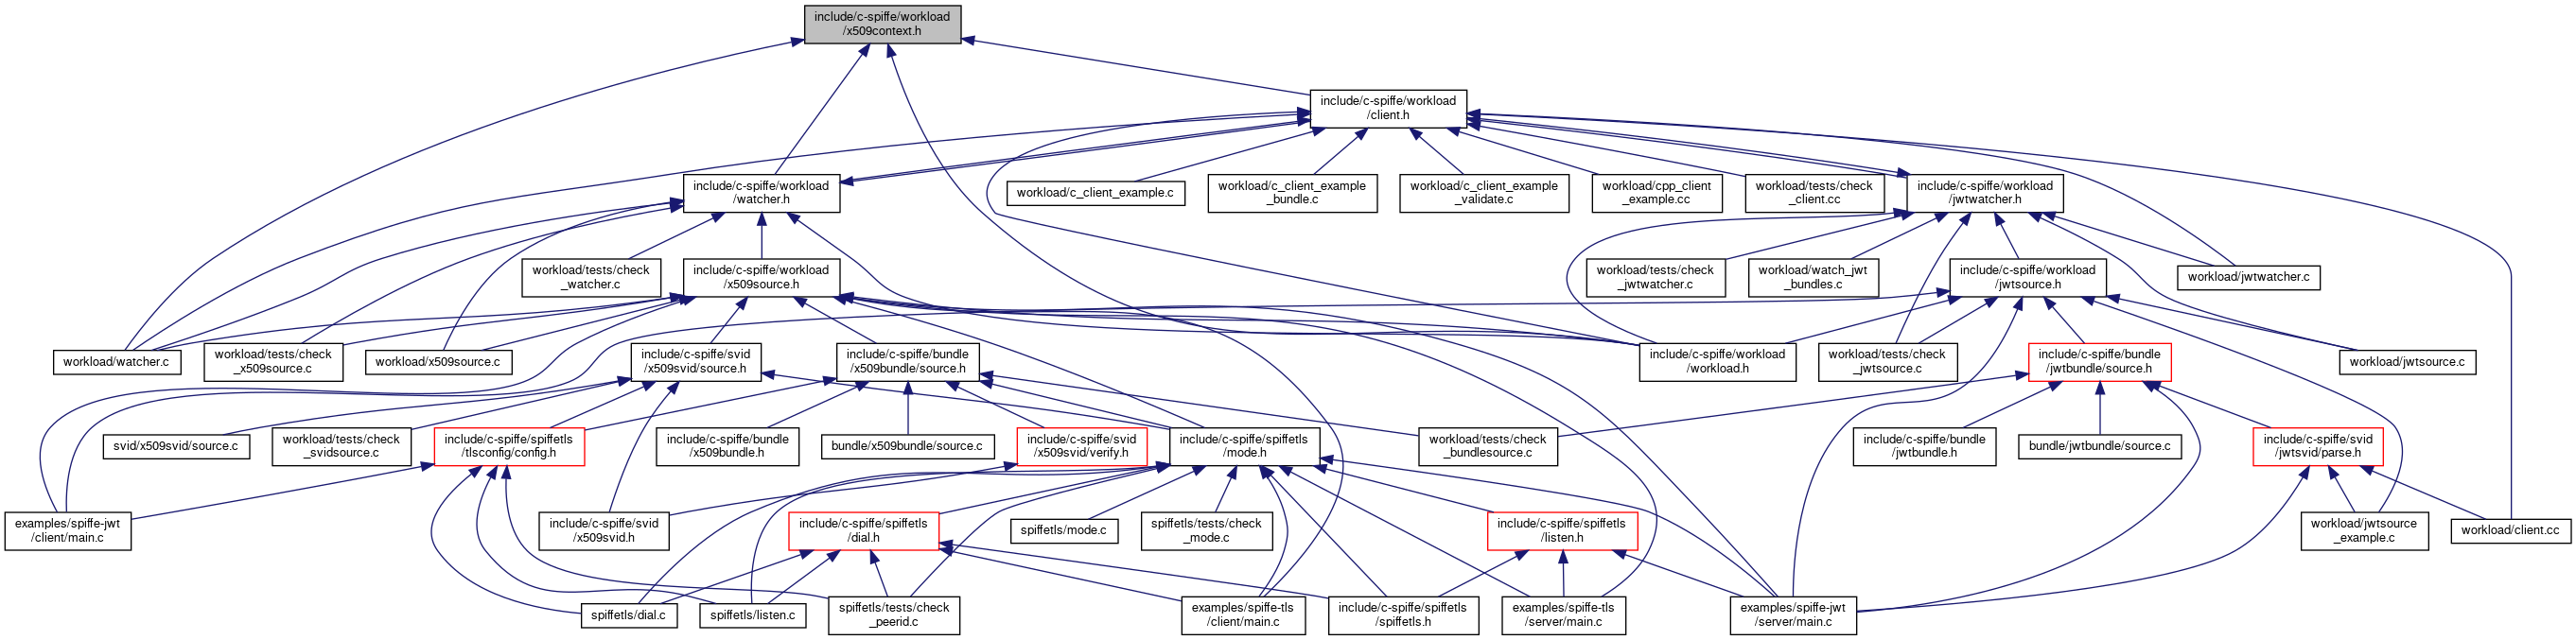 include/c-spiffe/workload
/x509context.h
include/c-spiffe/workload
/client.h
include/c-spiffe/workload
/watcher.h
workload/c_client_example.c
workload/c_client_example
_bundle.c
workload/c_client_example
_validate.c
workload/cpp_client
_example.cc
workload/tests/check
_client.cc
include/c-spiffe/workload
/jwtwatcher.h
workload/tests/check
_watcher.c
include/c-spiffe/workload
/x509source.h
workload/tests/check
_jwtwatcher.c
workload/watch_jwt
_bundles.c
include/c-spiffe/workload
/jwtsource.h
workload/jwtwatcher.c
workload/watcher.c
workload/tests/check
_x509source.c
workload/x509source.c
include/c-spiffe/svid
/x509svid/source.h
include/c-spiffe/bundle
/x509bundle/source.h
include/c-spiffe/workload
/workload.h
workload/tests/check
_jwtsource.c
include/c-spiffe/bundle
/jwtbundle/source.h
workload/jwtsource.c
svid/x509svid/source.c
workload/tests/check
_svidsource.c
include/c-spiffe/spiffetls
/tlsconfig/config.h
include/c-spiffe/bundle
/x509bundle.h
bundle/x509bundle/source.c
include/c-spiffe/svid
/x509svid/verify.h
include/c-spiffe/spiffetls
/mode.h
workload/tests/check
_bundlesource.c
include/c-spiffe/bundle
/jwtbundle.h
bundle/jwtbundle/source.c
include/c-spiffe/svid
/jwtsvid/parse.h
examples/spiffe-jwt
/client/main.c
include/c-spiffe/svid
/x509svid.h
include/c-spiffe/spiffetls
/dial.h
spiffetls/mode.c
spiffetls/tests/check
_mode.c
include/c-spiffe/spiffetls
/listen.h
workload/jwtsource
_example.c
workload/client.cc
spiffetls/dial.c
spiffetls/listen.c
spiffetls/tests/check
_peerid.c
examples/spiffe-tls
/client/main.c
include/c-spiffe/spiffetls
/spiffetls.h
examples/spiffe-tls
/server/main.c
examples/spiffe-jwt
/server/main.c